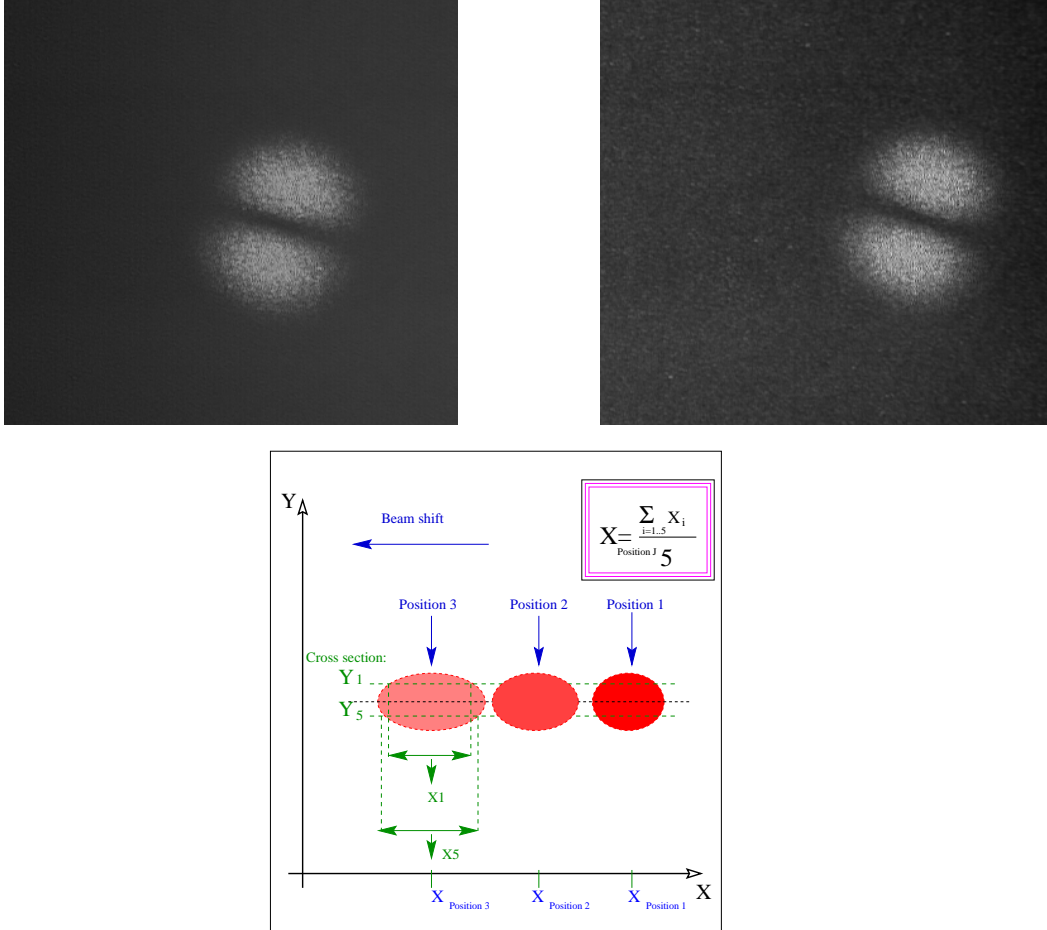 Y
Beam shift
Σ X i
i=1..5
X=
Position J
5
Position 3 Position 2 Position 1
Cross section:
Y 1
Y 5
X1
X5
X
X Position 3 X Position 2 X Position 1